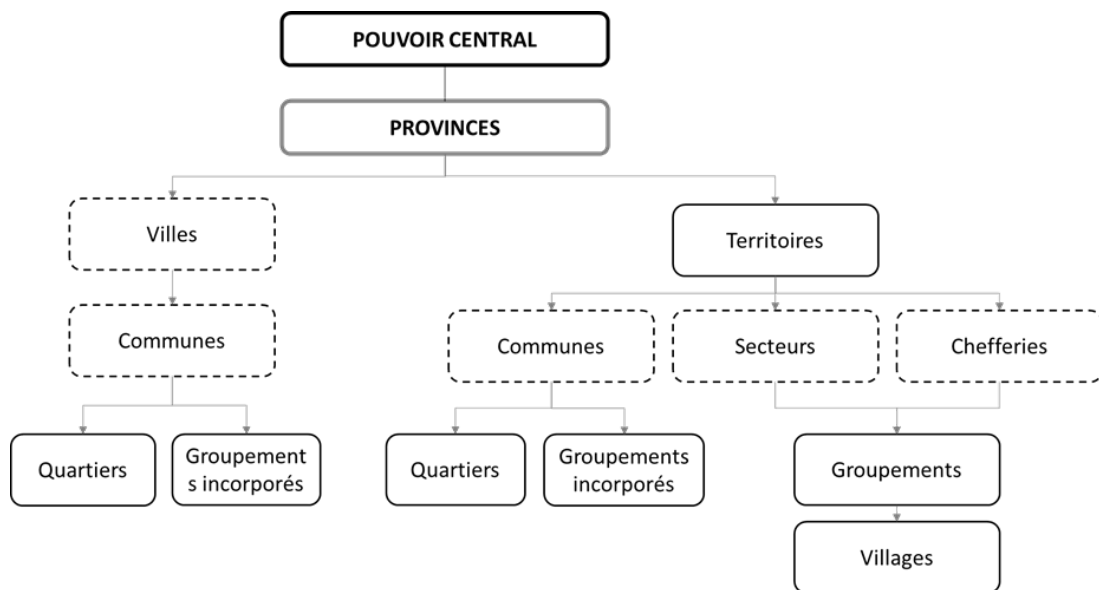 POUVOIR CENTRAL
PROVINCES
Villes
Territoires
Communes
Communes
Secteurs
Chefferies
Quartiers
Groupement
s incorporés
Quartiers
Groupements
incorporés
Groupements
Villages